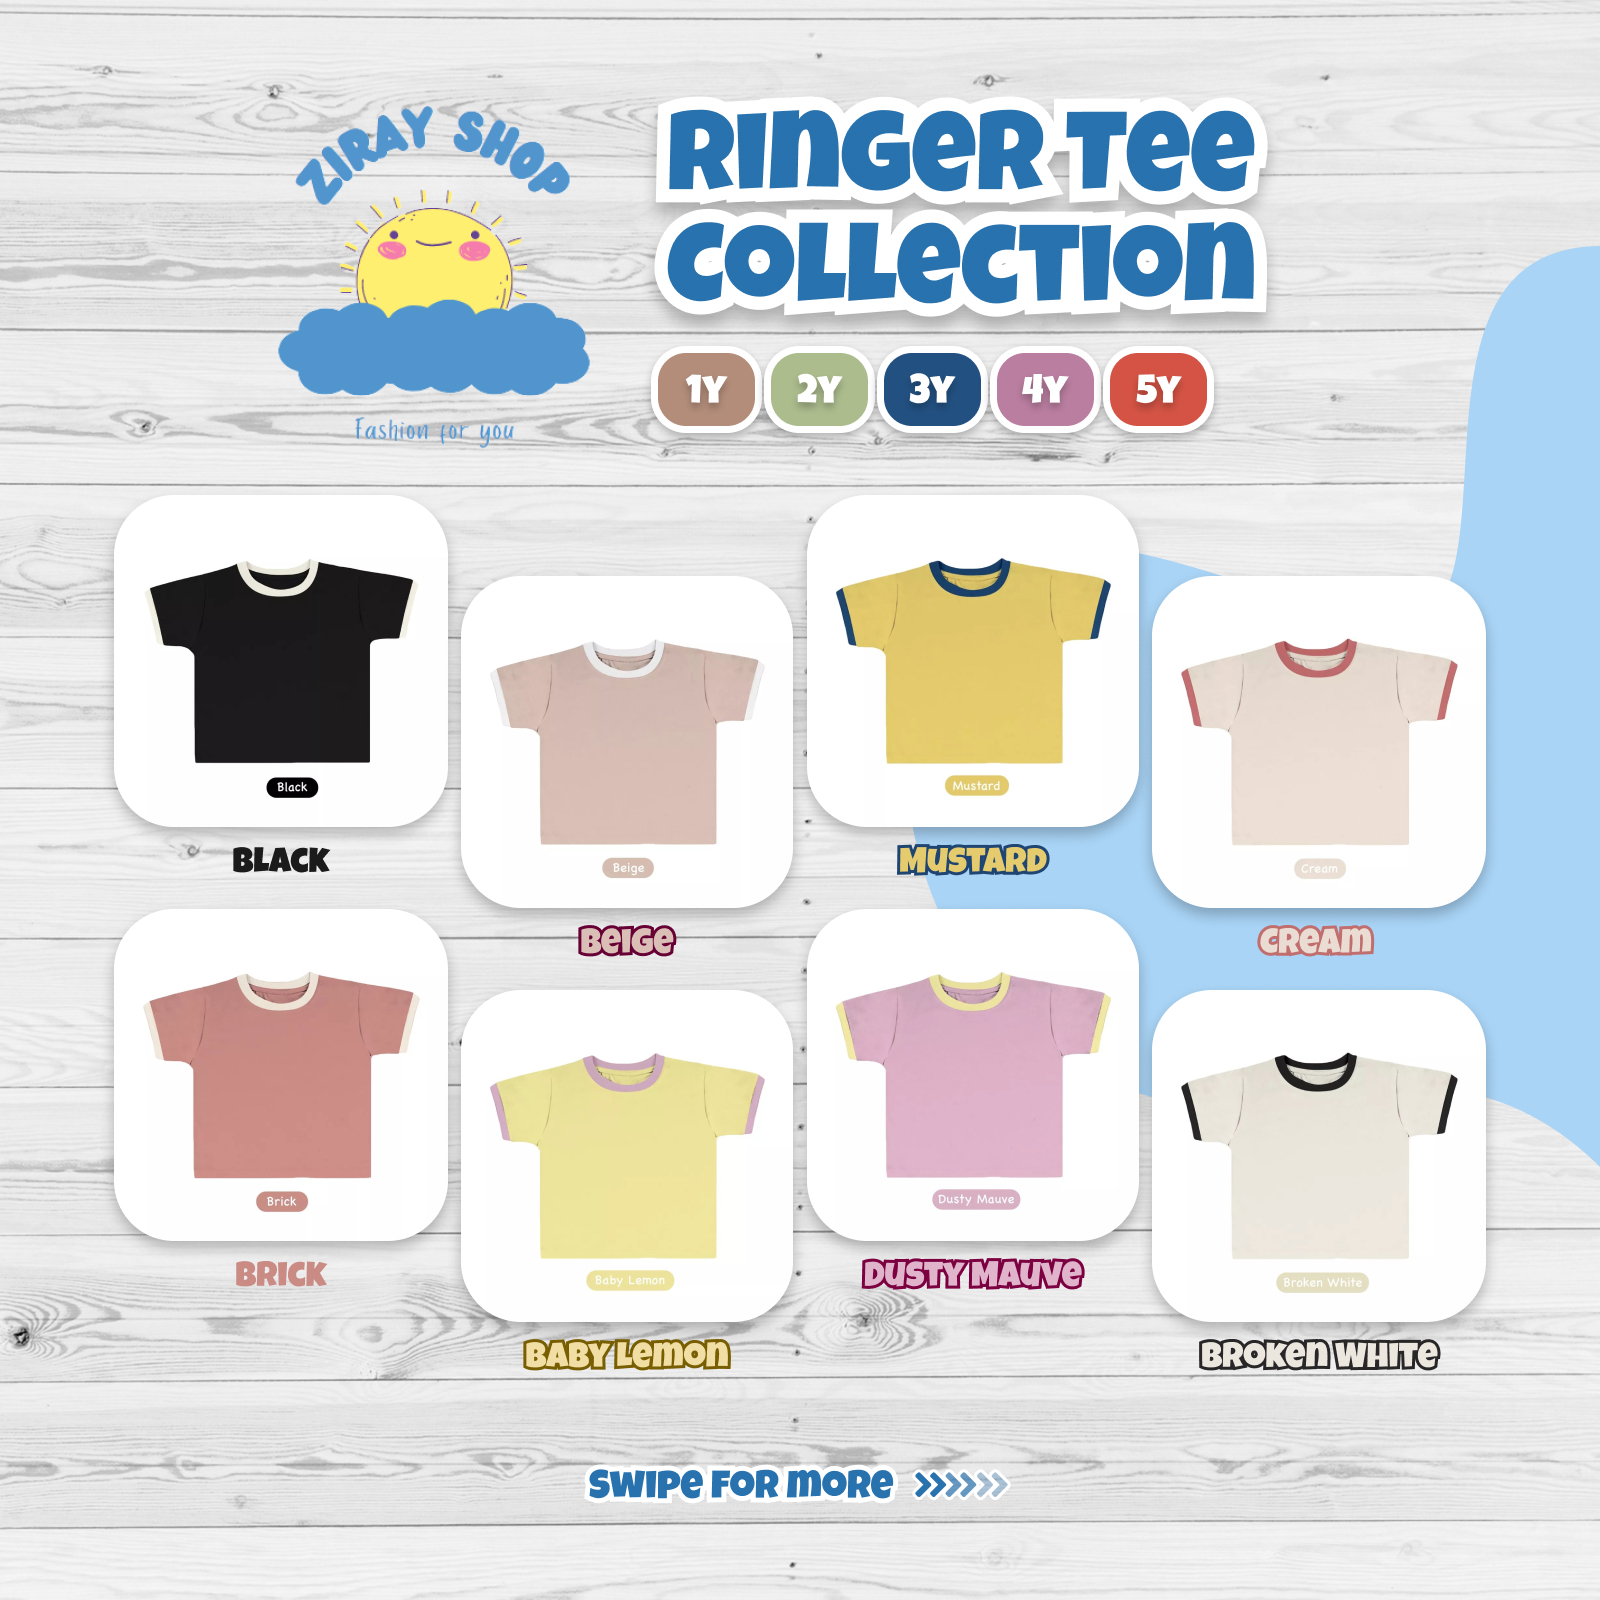 ZIRAY SHOP
Fashion for you
RINGER TEE
COLLECTION
1Y 2Y 3Y 4Y 5Y
Black
BLACK
Beige
BEIGE
Mustard
MUSTARD
Cream
CREAM
Brick
BRICK
Baby Lemon
BABY LEMON
Dusty Mauve
DUSTY MAUVE
Broken White
BROKEN WHITE
SWIPE FOR MORE